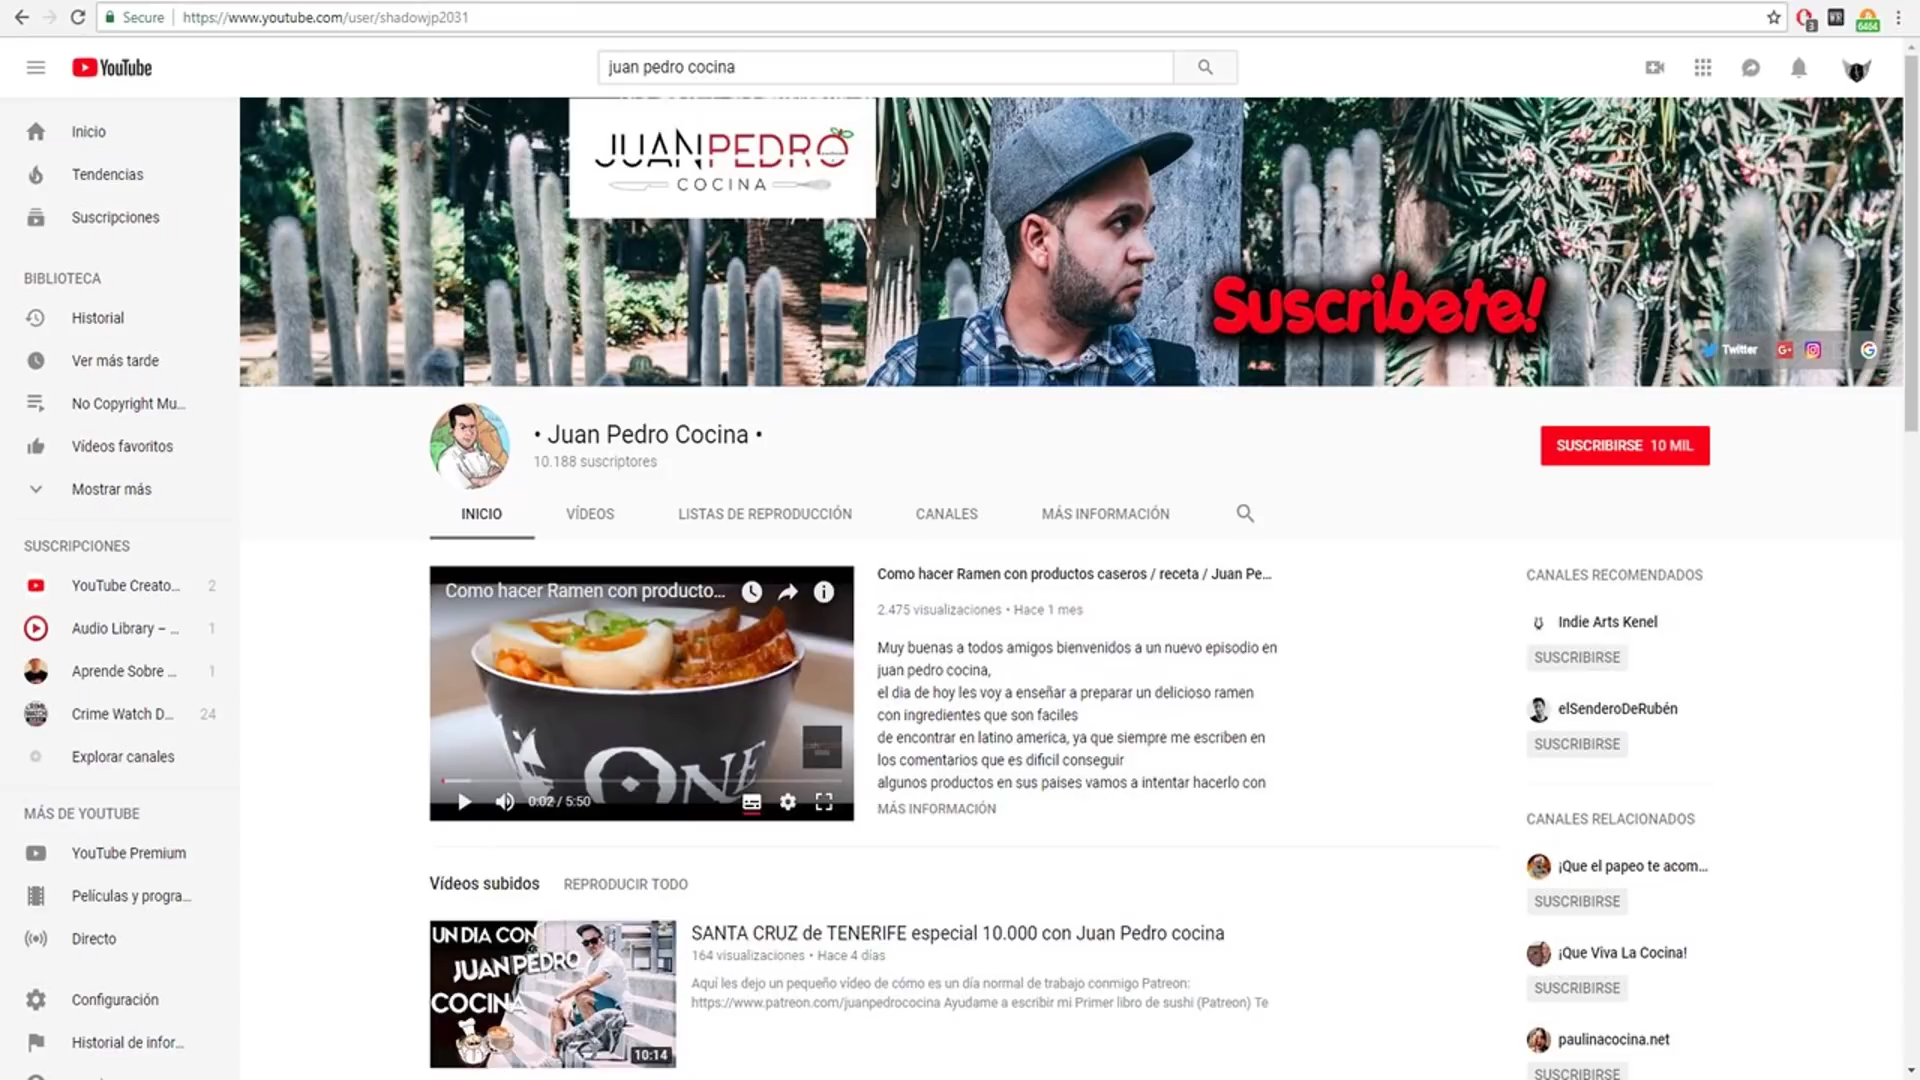 Secure
https://www.youtube.com/user/shadowjp2031
3
6464
YouTube
juan pedro cocina
Inicio
Tendencias
Suscripciones
BIBLIOTECA
Historial
Ver más tarde
No Copyright Mu...
Vídeos favoritos
Mostrar más
SUSCRIPCIONES
YouTube Creato... 2
Audio Library – ... 1
Aprende Sobre ... 1
Crime Watch D... 24
Explorar canales
MÁS DE YOUTUBE
YouTube Premium
Películas y progra...
Directo
Configuración
Historial de infor...
JUANPEDRO
COCINA
Suscribete!
Twitter
• Juan Pedro Cocina •
10.188 suscriptores
SUSCRIBIRSE 10 MIL
INICIO
VÍDEOS
LISTAS DE REPRODUCCIÓN
CANALES
MÁS INFORMACIÓN
Como hacer Ramen con producto...
ONE
0:02 / 5:50
Como hacer Ramen con productos caseros / receta / Juan Pe...
2.475 visualizaciones • Hace 1 mes
Muy buenas a todos amigos bienvenidos a un nuevo episodio en
juan pedro cocina,
el dia de hoy les voy a enseñar a preparar un delicioso ramen
con ingredientes que son faciles
de encontrar en latino america, ya que siempre me escriben en
los comentarios que es dificil conseguir
algunos productos en sus paises vamos a intentar hacerlo con
MÁS INFORMACIÓN
Vídeos subidos
REPRODUCIR TODO
UN DIA CON
JUAN PEDRO
COCINA
10:14
SANTA CRUZ de TENERIFE especial 10.000 con Juan Pedro cocina
164 visualizaciones • Hace 4 días
Aquí les dejo un pequeño vídeo de cómo es un día normal de trabajo conmigo Patreon:
https://www.patreon.com/juanpedrococina Ayudame a escribir mi Primer libro de sushi (Patreon) Te
CANALES RECOMENDADOS
Indie Arts Kenel
SUSCRIBIRSE
elSenderoDeRubén
SUSCRIBIRSE
CANALES RELACIONADOS
¡Que el papeo te acom...
SUSCRIBIRSE
¡Que Viva La Cocina!
SUSCRIBIRSE
paulinacocina.net
SUSCRIBIRSE